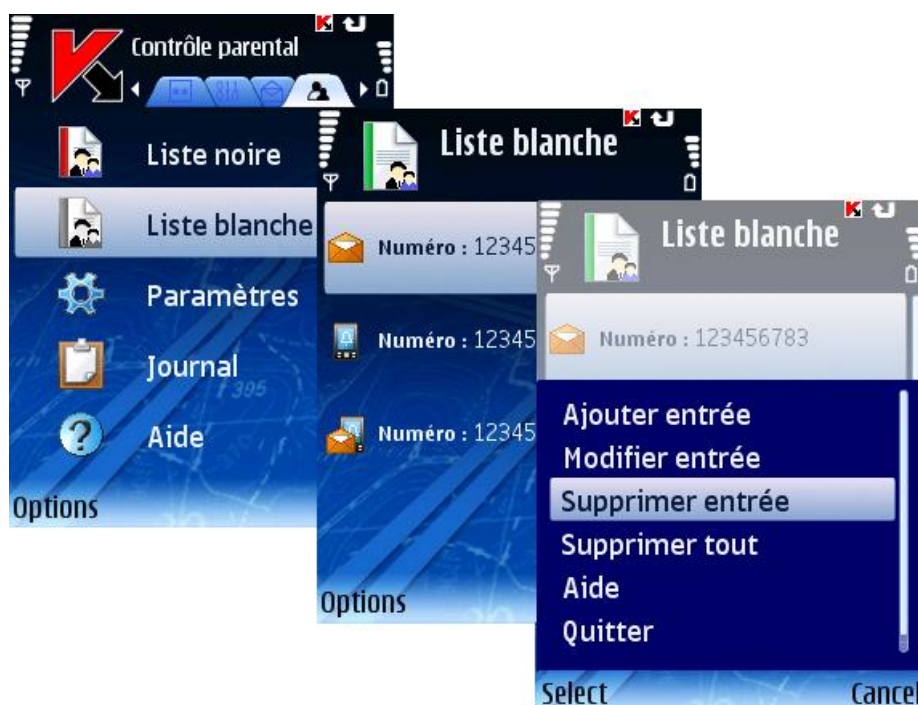 Contrôle parental
Liste noire
Liste blanche
Paramètres
Journal
395
Aide
Options
Liste blanche
Numéro : 12345
Numéro : 12345
Numéro : 12345
Options
Liste blanche
Numéro : 123456783
Ajouter entrée
Modifier entrée
Supprimer entrée
Supprimer tout
Aide
Quitter
Select
Cancel